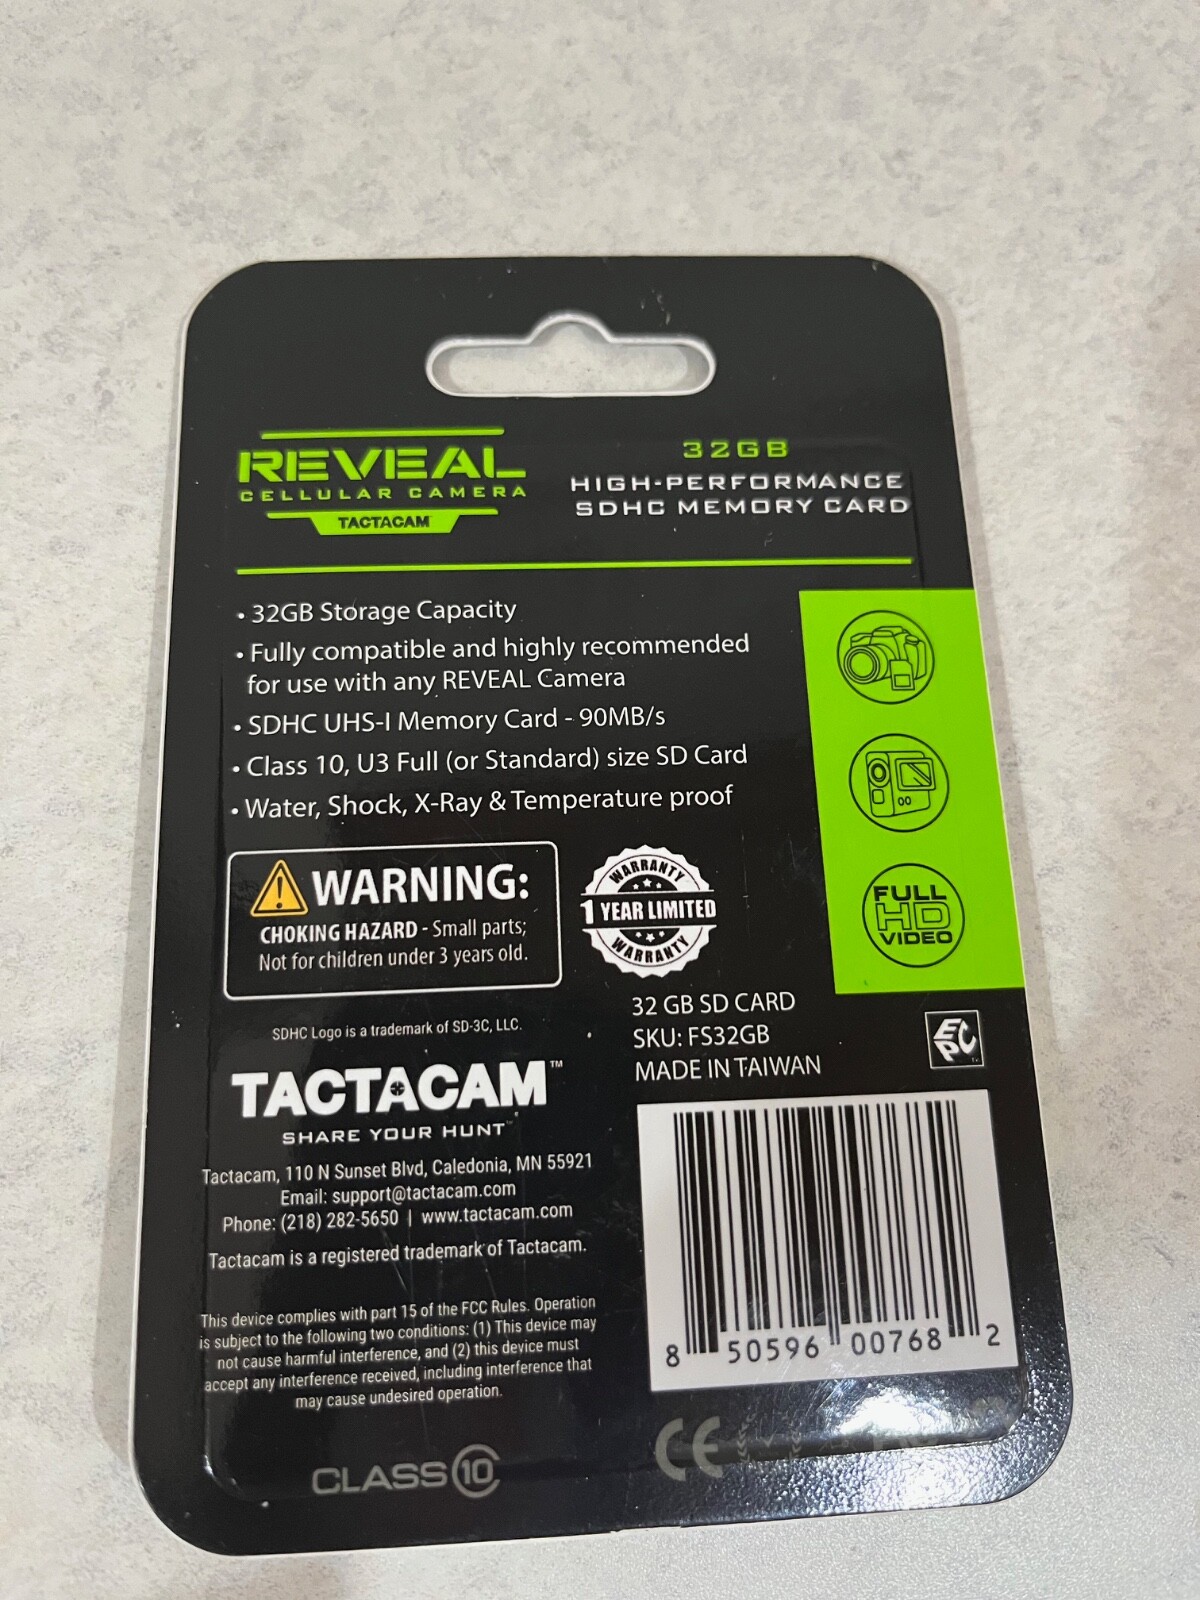 REVEAL
CELLULAR CAMERA
TACTACAM
32GB
HIGH-PERFORMANCE
SDHC MEMORY CARD
• 32GB Storage Capacity
• Fully compatible and highly recommended
for use with any REVEAL Camera
• SDHC UHS-I Memory Card - 90MB/s
• Class 10, U3 Full (or Standard) size SD Card
• Water, Shock, X-Ray & Temperature proof
FULL
HD
VIDEO
WARNING:
CHOKING HAZARD - Small parts;
Not for children under 3 years old.
WARRANTY
1 YEAR LIMITED
WARRANTY
SDHC Logo is a trademark of SD-3C, LLC.
32 GB SD CARD
SKU: FS32GB
MADE IN TAIWAN
EPC
TACTACAM™
SHARE YOUR HUNT™
Tactacam, 110 N Sunset Blvd, Caledonia, MN 55921
Email: support@tactacam.com
Phone: (218) 282-5650 | www.tactacam.com
Tactacam is a registered trademark of Tactacam.
This device complies with part 15 of the FCC Rules. Operation
is subject to the following two conditions: (1) This device may
not cause harmful interference, and (2) this device must
accept any interference received, including interference that
may cause undesired operation.
8 50596 00768 2
CLASS 10
CE